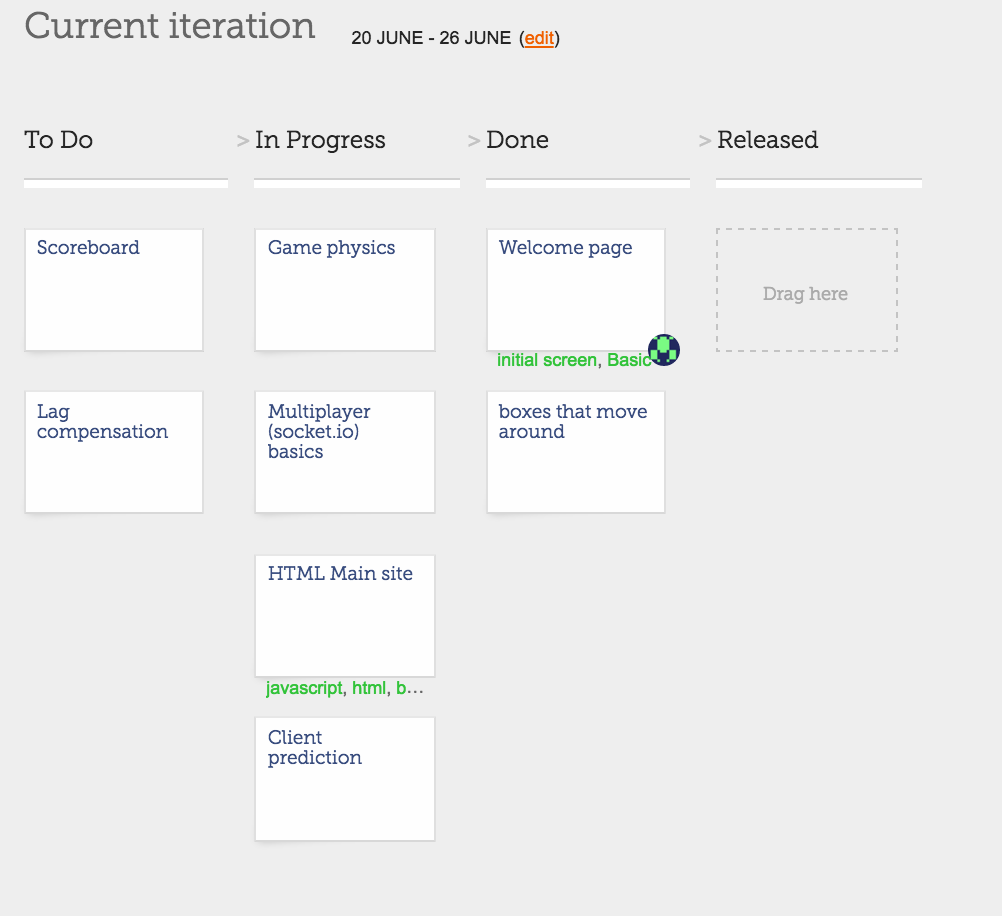 Current iteration
20 JUNE - 26 JUNE (edit)
To Do
> In Progress
> Done
> Released
Scoreboard
Game physics
Welcome page
Drag here
initial screen, Basic
Lag
compensation
Multiplayer
(socket.io)
basics
boxes that move
around
HTML Main site
javascript, html, b...
Client
prediction